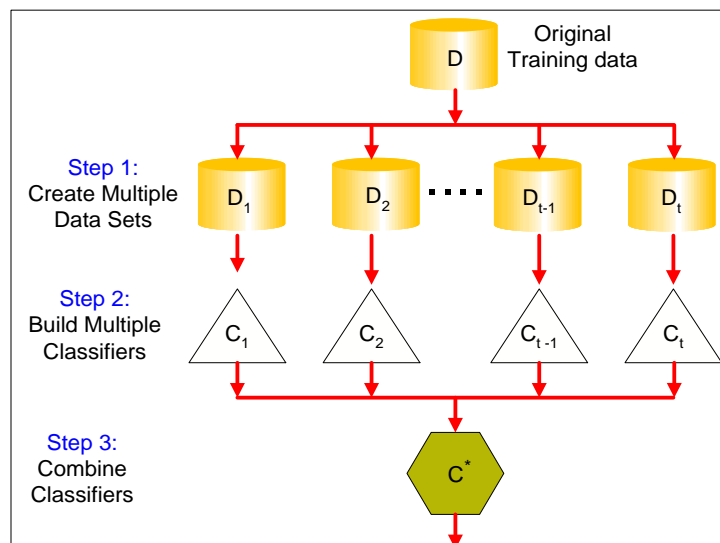 Original
Training data
D
Step 1:
Create Multiple
Data Sets
D1
D2
....
Dt-1
Dt
Step 2:
Build Multiple
Classifiers
C1
C2
Ct-1
Ct
Step 3:
Combine
Classifiers
C*